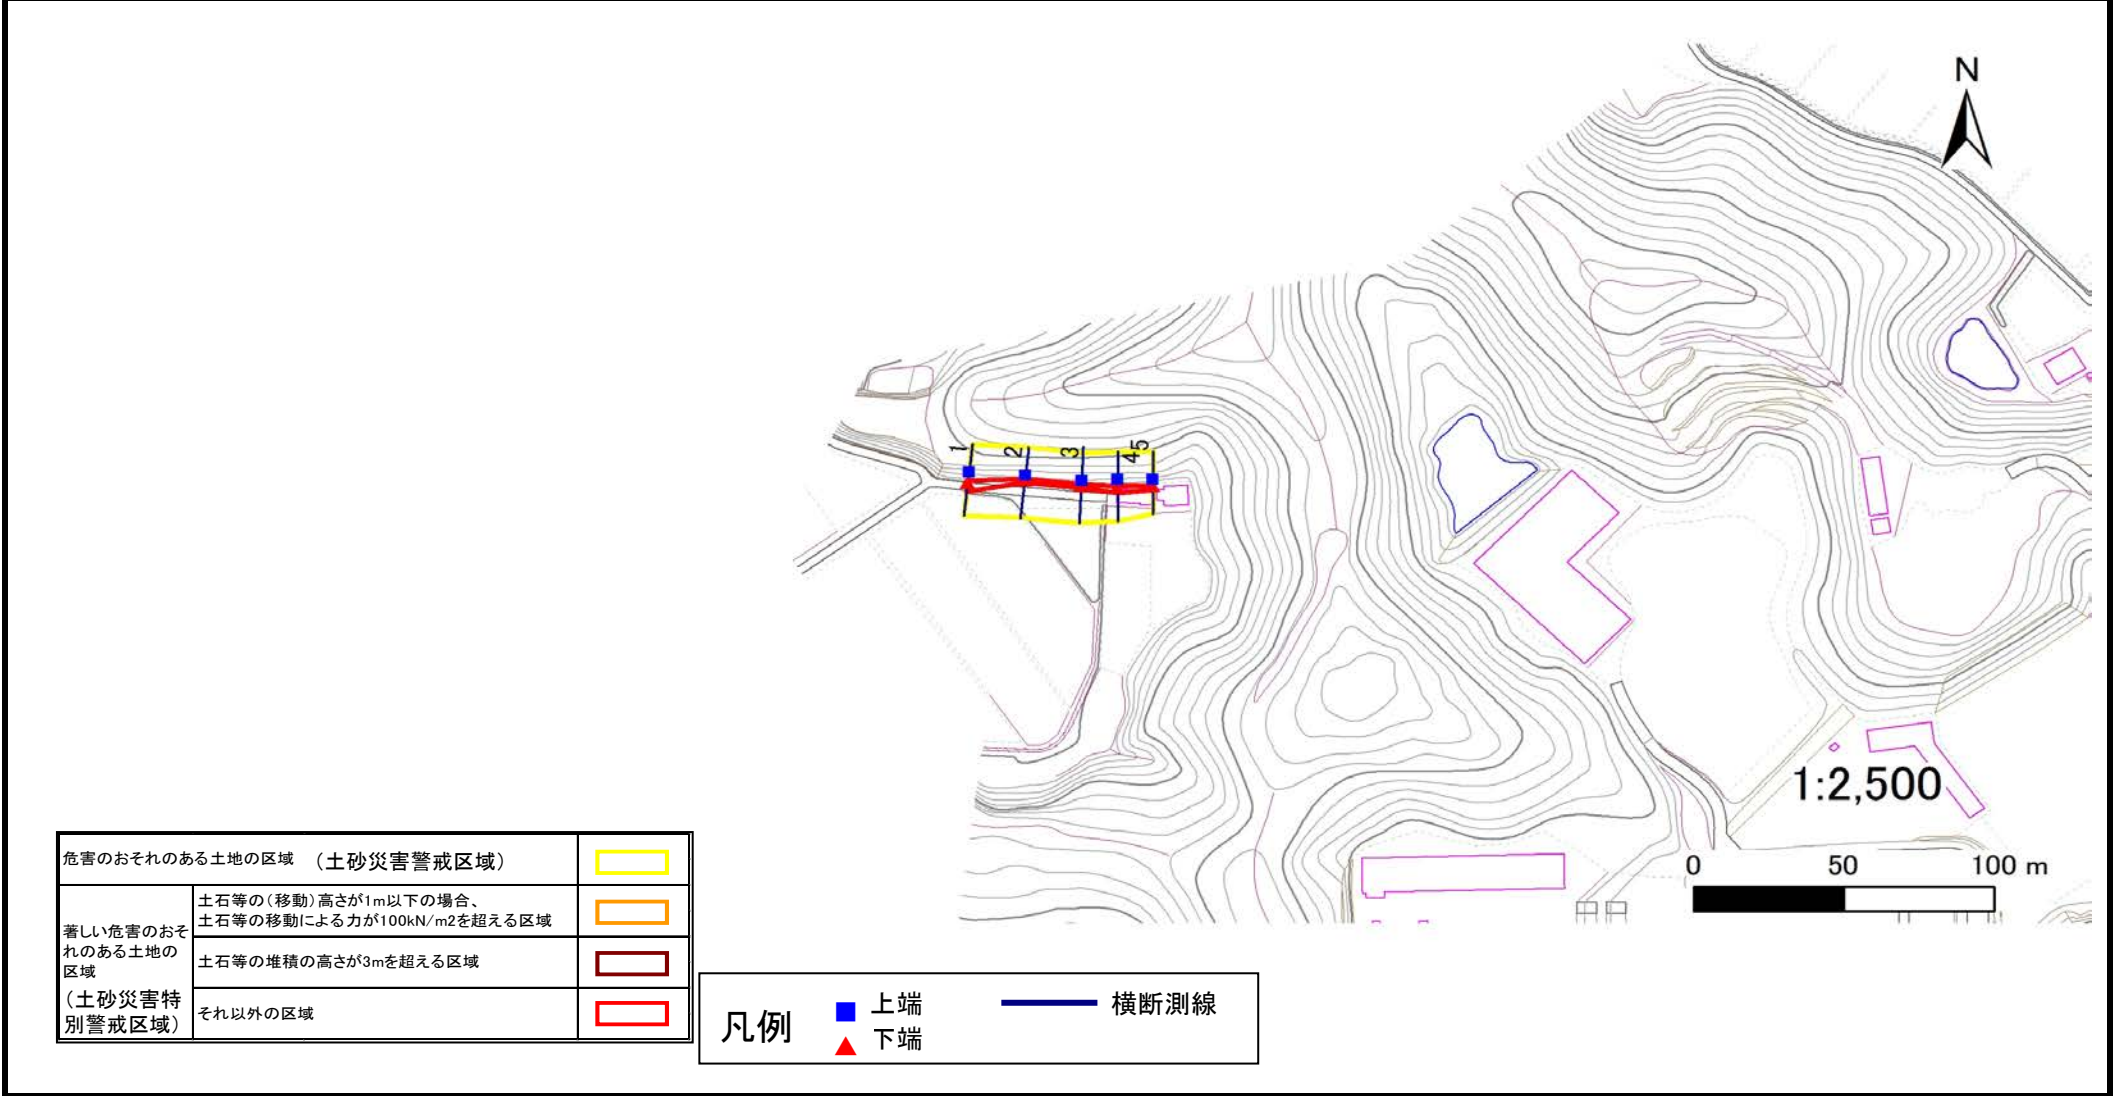 N
1
2
3
4
5
1:2,500
0 50 100 m
危害のおそれのある土地の区域 （土砂災害警戒区域）
著しい危害のおそ
れのある土地の
区域
（土砂災害特
別警戒区域）
土石等の（移動）高さが1m以下の場合、
土石等の移動による力が100kN/m2を超える区域
土石等の堆積の高さが3mを超える区域
それ以外の区域
凡例
上端
下端
横断測線